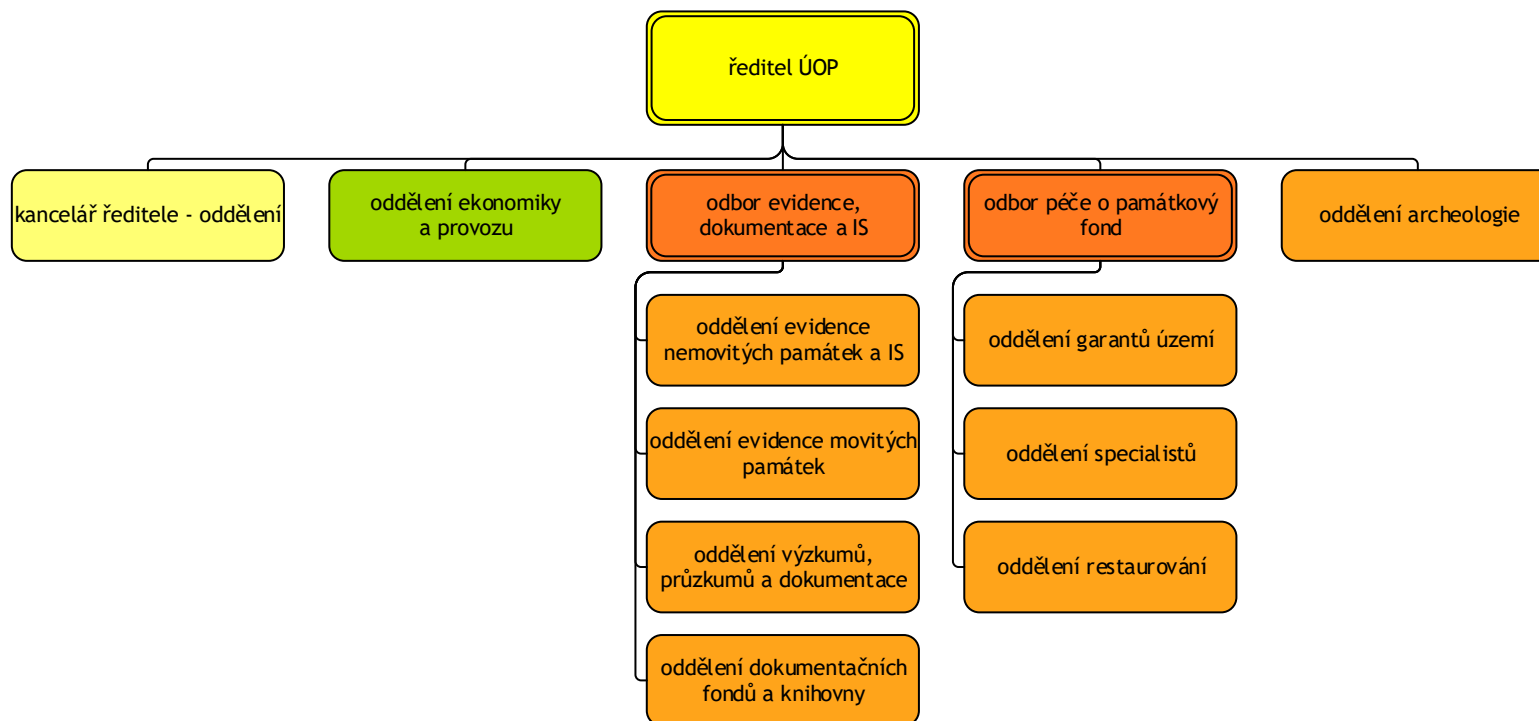 ředitel ÚOP
kancelář ředitele - oddělení
oddělení ekonomiky
a provozu
odbor evidence,
dokumentace a IS
odbor péče o památkový
fond
oddělení archeologie
oddělení evidence
nemovitých památek a IS
oddělení evidence movitých
památek
oddělení výzkumů,
průzkumů a dokumentace
oddělení dokumentačních
fondů a knihovny
oddělení garantů území
oddělení specialistů
oddělení restaurování